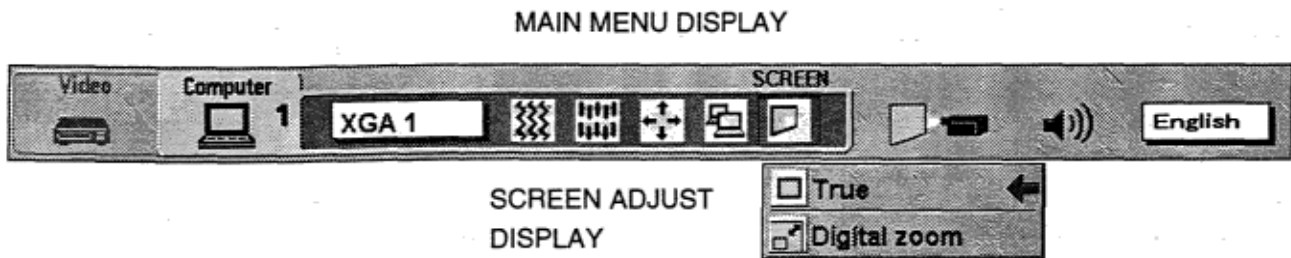 MAIN MENU DISPLAY
SCREEN
Video
Computer
1
XGA 1
English
SCREEN ADJUST
DISPLAY
True
Digital zoom